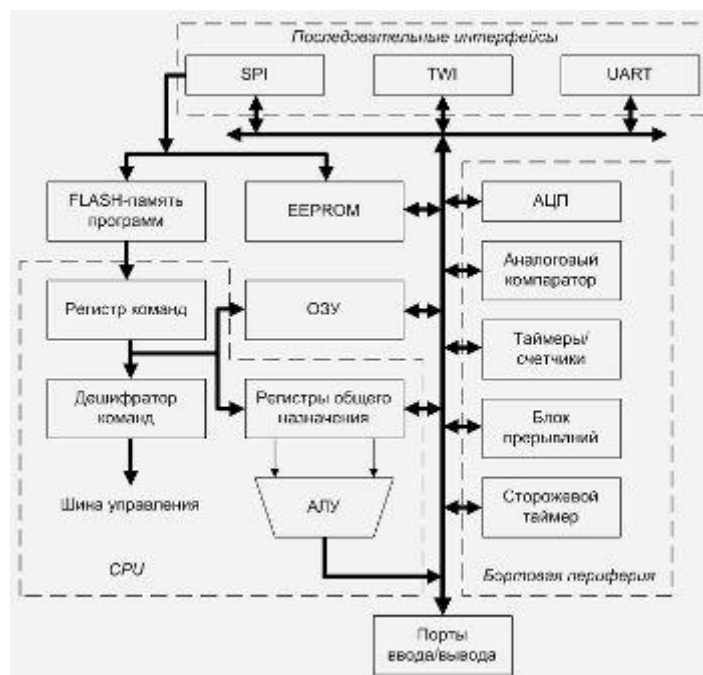 Последовательные интерфейсы
SPI
TWI
UART
FLASH-память
программ
EEPROM
АЦП
Аналоговый
компаратор
Регистр команд
ОЗУ
Таймеры/
счетчики
Дешифратор
команд
Регистры общего
назначения
Блок
прерываний
Шина управления
АЛУ
Сторожевой
таймер
CPU
Бортовая периферия
Порты
ввода/вывода